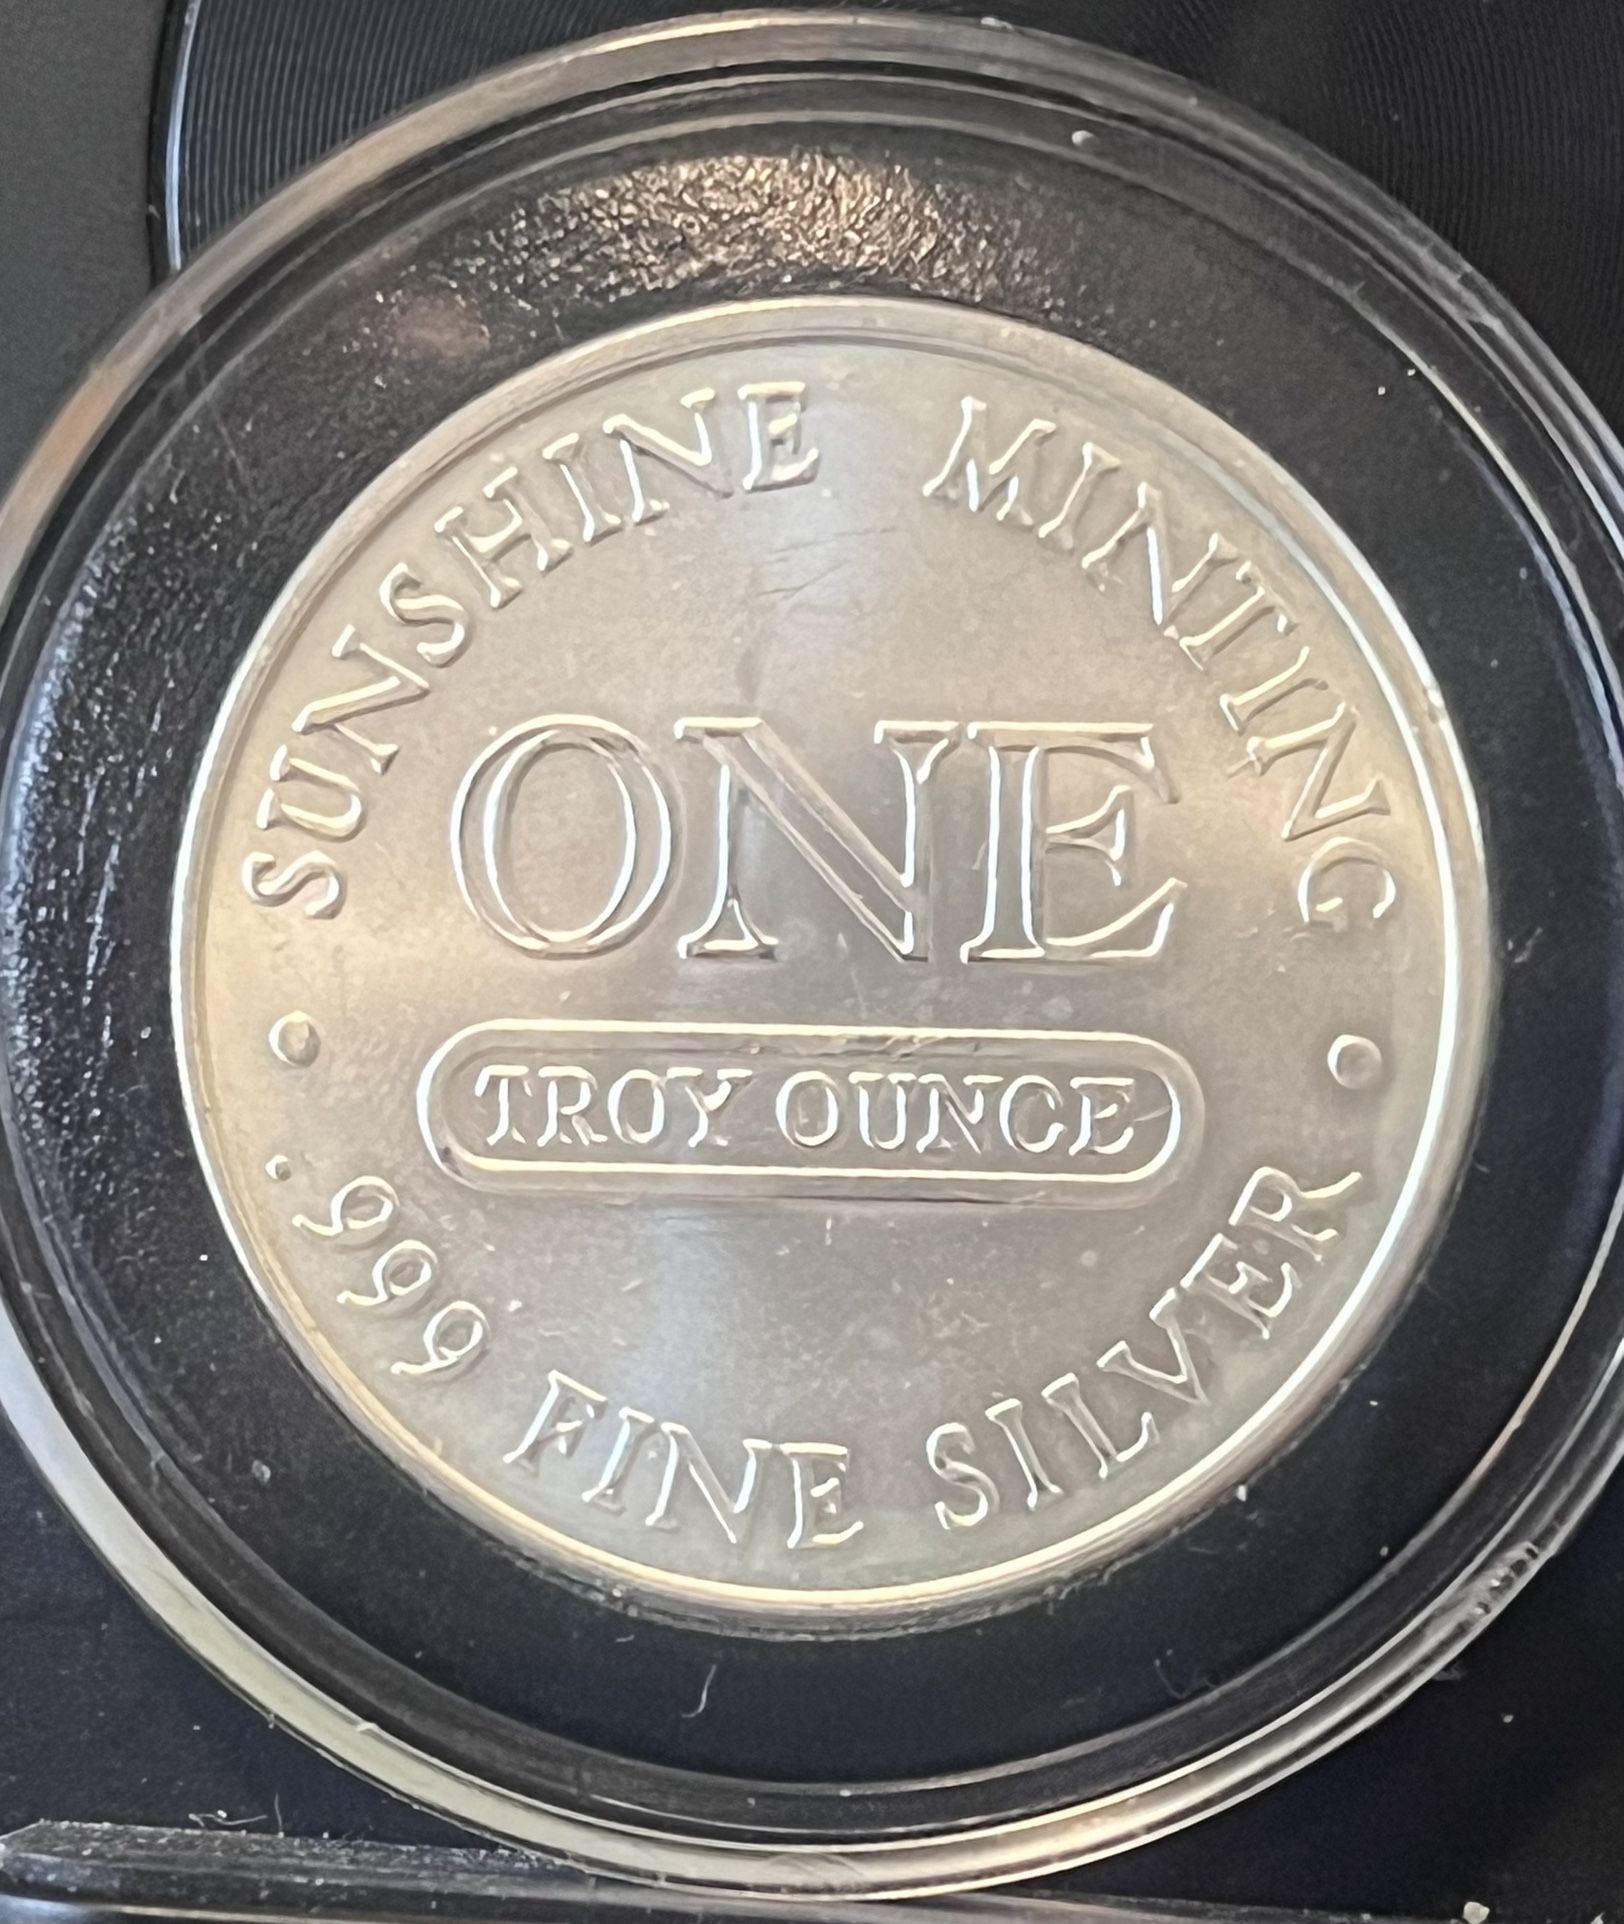 SUNSHINE MINTING
ONE
TROY OUNCE
.999 FINE SILVER